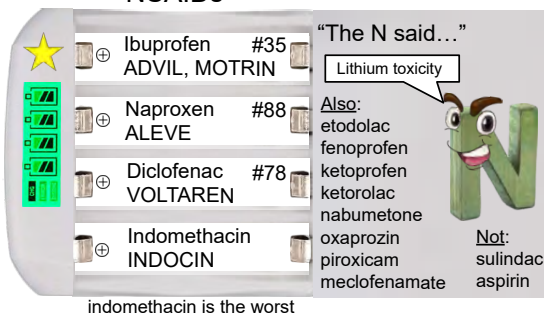 NSAIDs
Ibuprofen #35
ADVIL, MOTRIN
Naproxen #88
ALEVE
Diclofenac #78
VOLTAREN
Indomethacin
INDOCIN
indomethacin is the worst
“The N said…”
Lithium toxicity
Also:
etodolac
fenoprofen
ketoprofen
ketorolac
nabumetone
oxaprozin
piroxicam
meclofenamate
Not:
sulindac
aspirin